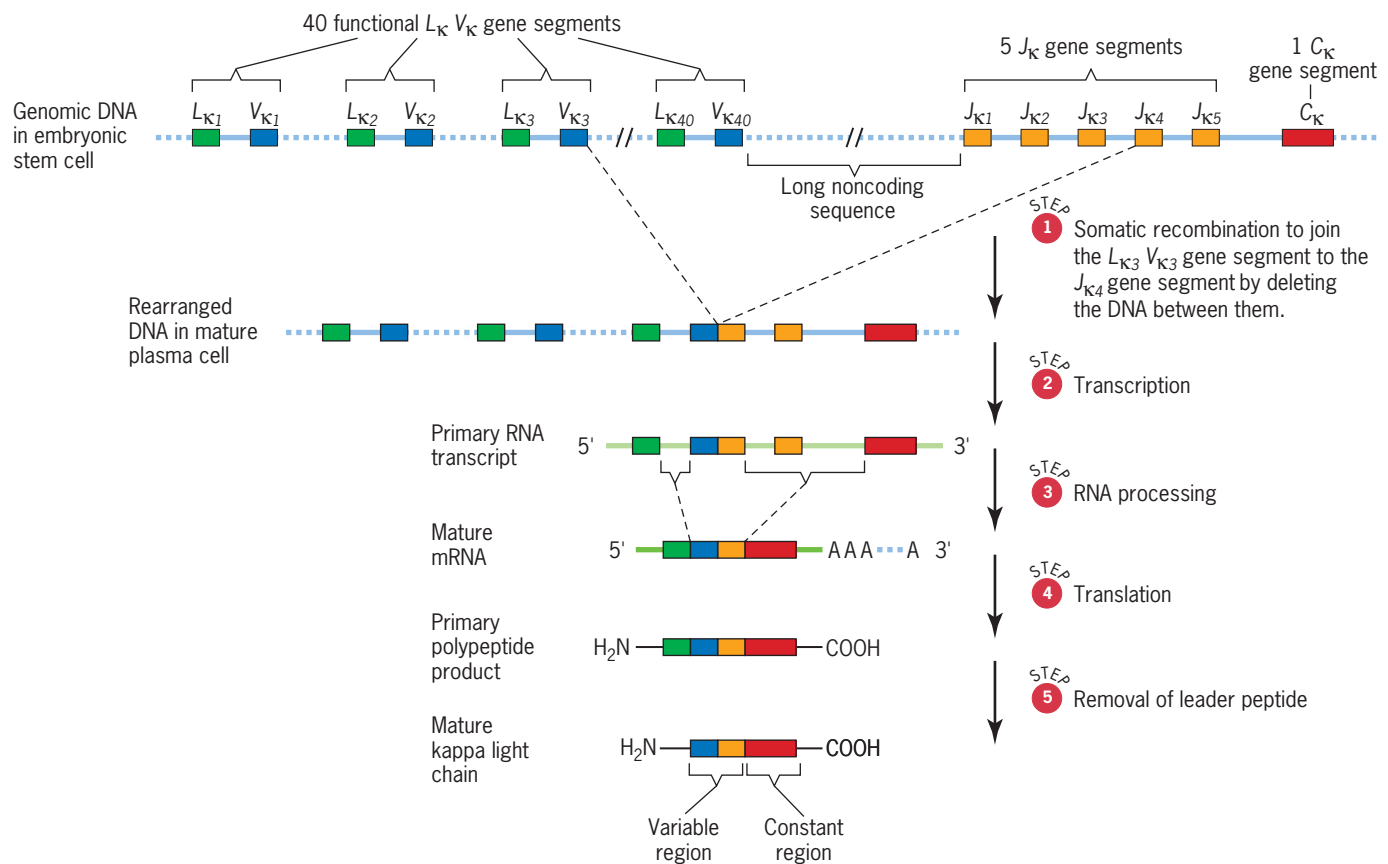 40 functional Lκ Vκ gene segments
5 Jκ gene segments
1 Cκ
gene segment
Genomic DNA
in embryonic
stem cell
Lκ1 Vκ1 Lκ2 Vκ2 Lκ3 Vκ3 Lκ40 Vκ40 Jκ1 Jκ2 Jκ3 Jκ4 Jκ5 Cκ
Long noncoding
sequence
STEP
1
Somatic recombination to join
the Lκ3 Vκ3 gene segment to the
Jκ4 gene segment by deleting
the DNA between them.
Rearranged
DNA in mature
plasma cell
STEP
2
Transcription
Primary RNA
transcript
5' 3'
STEP
3
RNA processing
Mature
mRNA
5' AAA A 3'
STEP
4
Translation
Primary
polypeptide
product
H2N COOH
STEP
5
Removal of leader peptide
Mature
kappa light
chain
H2N COOH
Variable
region
Constant
region